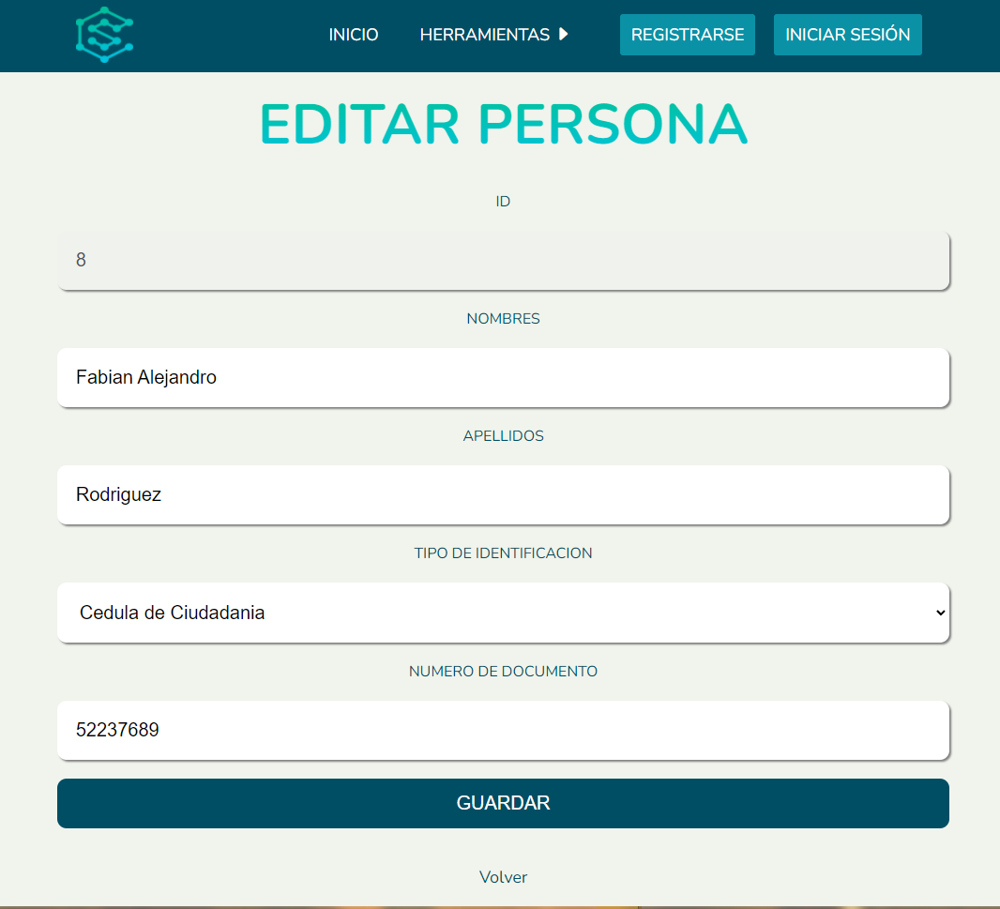 INICIO HERRAMIENTAS REGISTRARSE INICIAR SESIÓN
EDITAR PERSONA
ID
8
NOMBRES
Fabian Alejandro
APELLIDOS
Rodriguez
TIPO DE IDENTIFICACION
Cedula de Ciudadania
NUMERO DE DOCUMENTO
52237689
GUARDAR
Volver